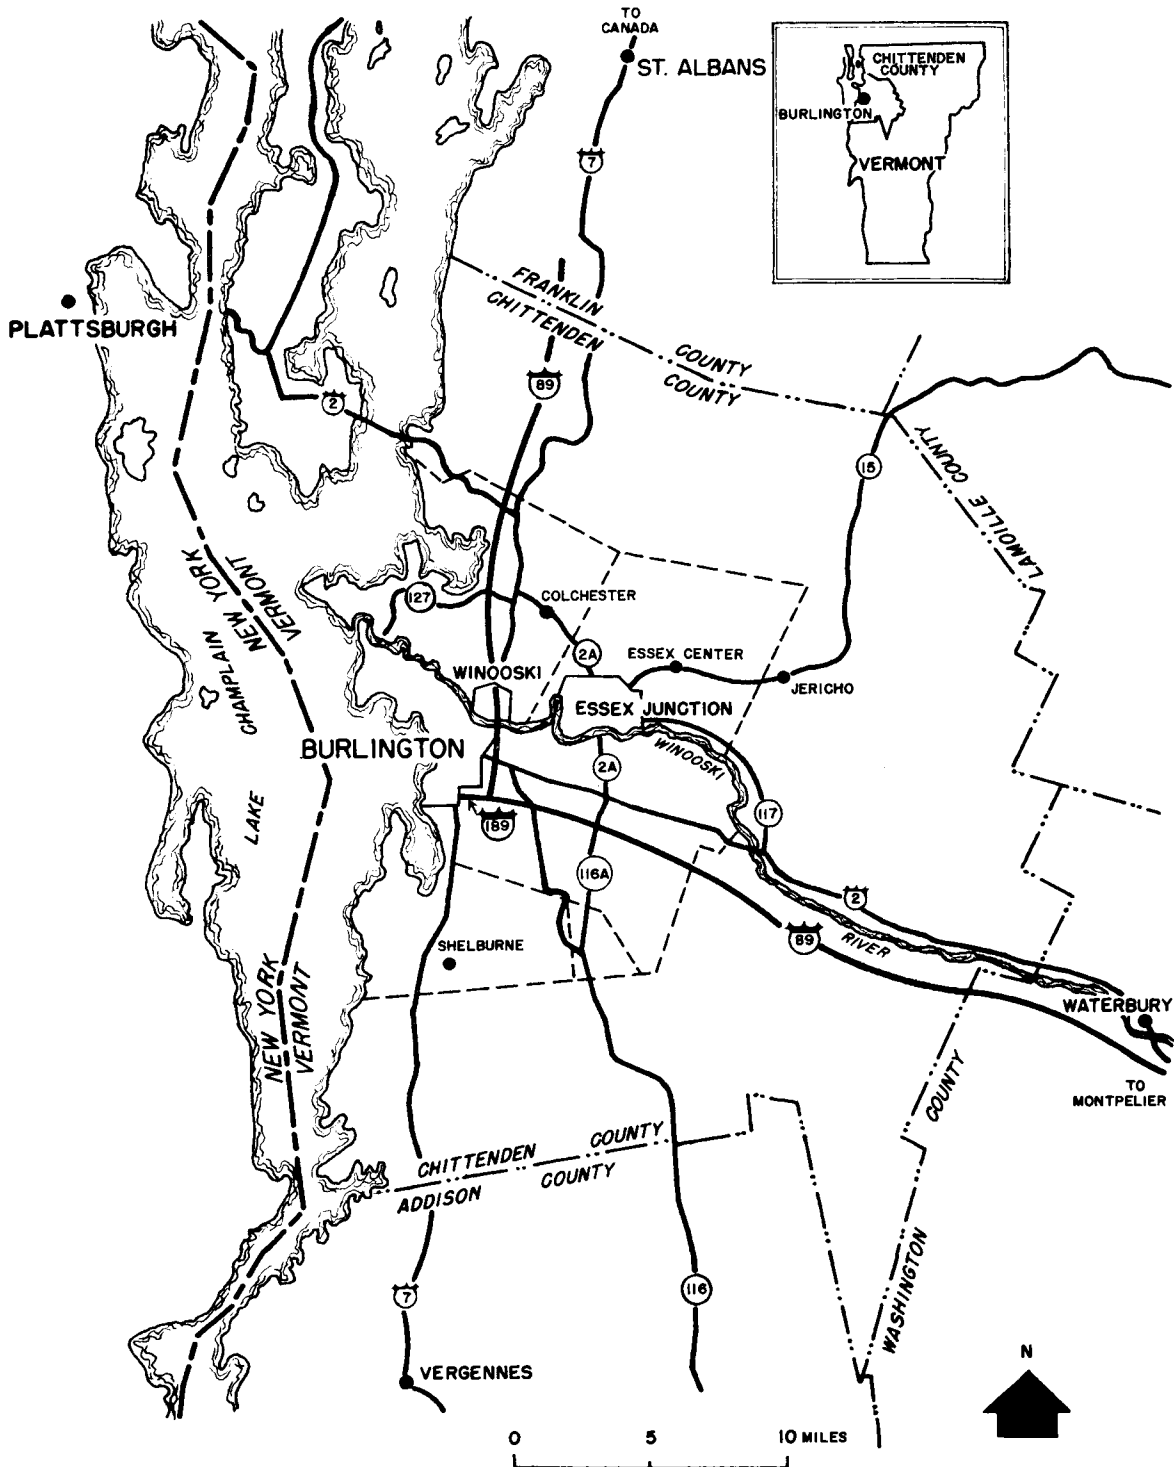 TO
CANADA
ST. ALBANS
CHITTENDEN
COUNTY
BURLINGTON
VERMONT
7
FRANKLIN
CHITTENDEN
COUNTY
COUNTY
PLATTSBURGH
89
2
15
LAMOILLE COUNTY
NEW YORK
VERMONT
CHAMPLAIN
LAKE
127
COLCHESTER
2A
ESSEX CENTER
JERICHO
WINOOSKI
ESSEX JUNCTION
BURLINGTON
WINOOSKI
2A
189
117
116A
2
89
RIVER
SHELBURNE
NEW YORK
VERMONT
WATERBURY
TO
MONTPELIER
COUNTY
WASHINGTON
CHITTENDEN COUNTY
ADDISON COUNTY
7
116
VERGENNES
N
0 5 10 MILES